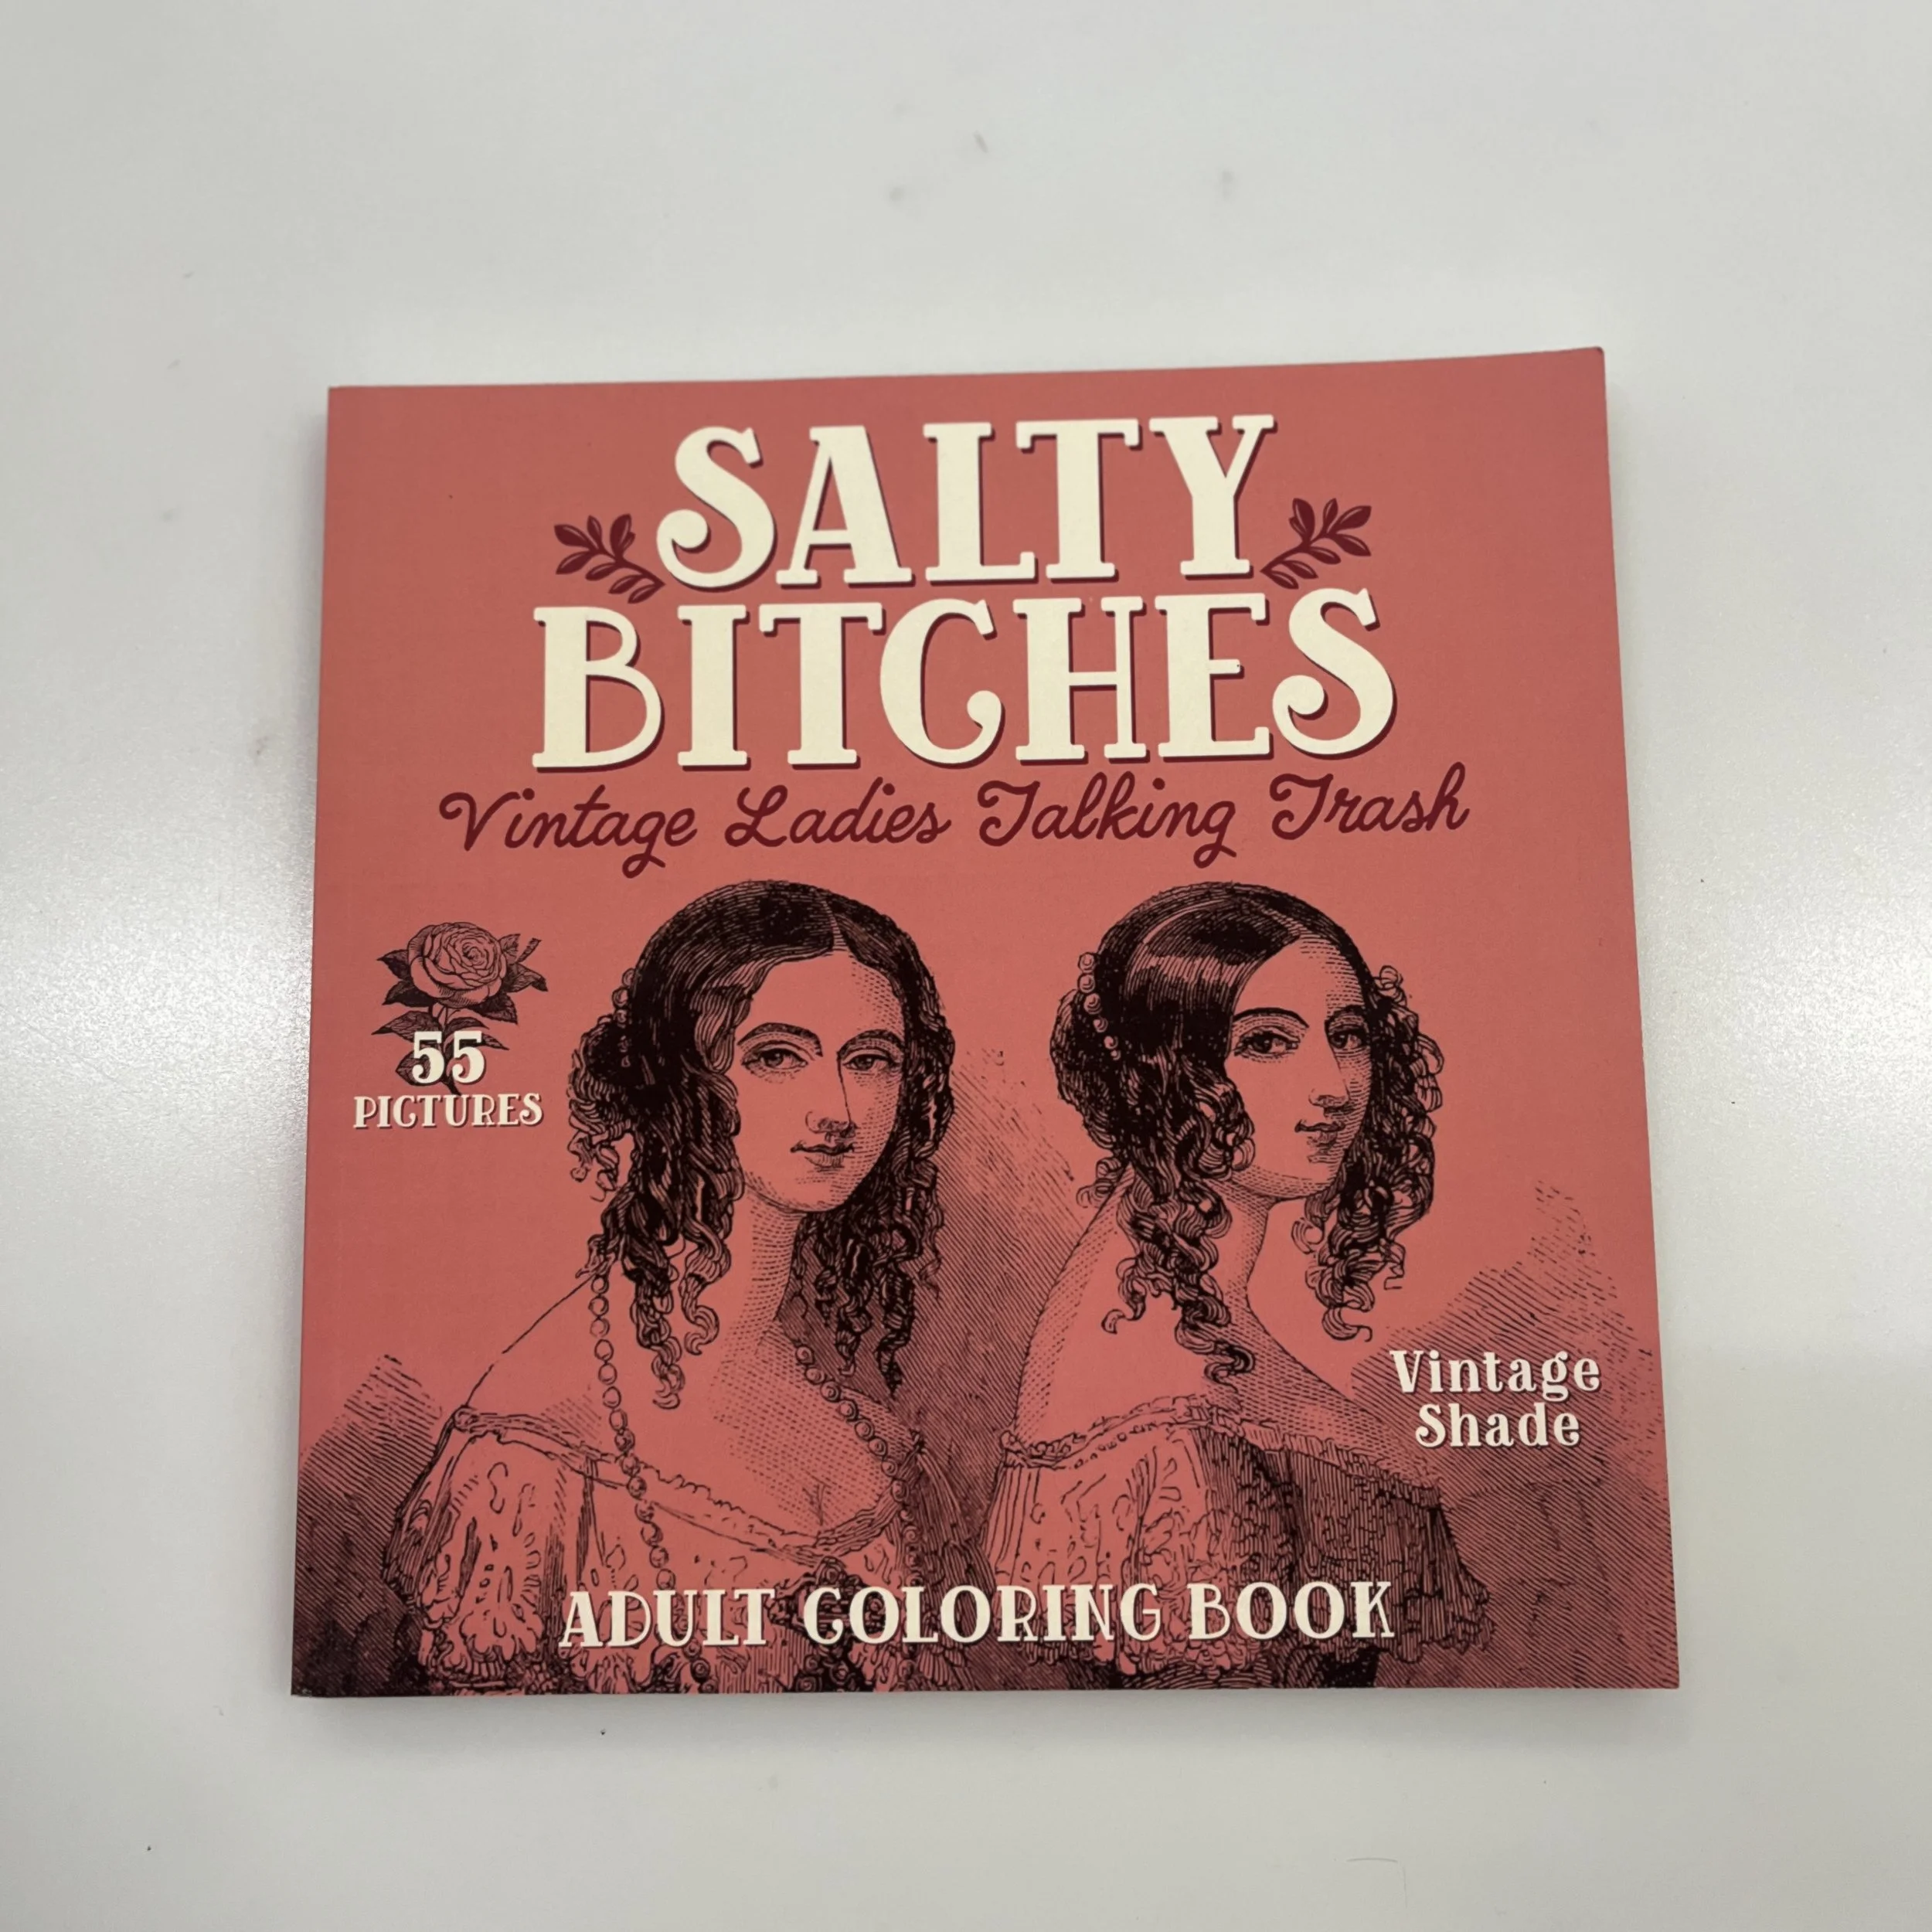 SALTY
BITCHES
Vintage Ladies Talking Trash
55
PICTURES
Vintage
Shade
ADULT COLORING BOOK